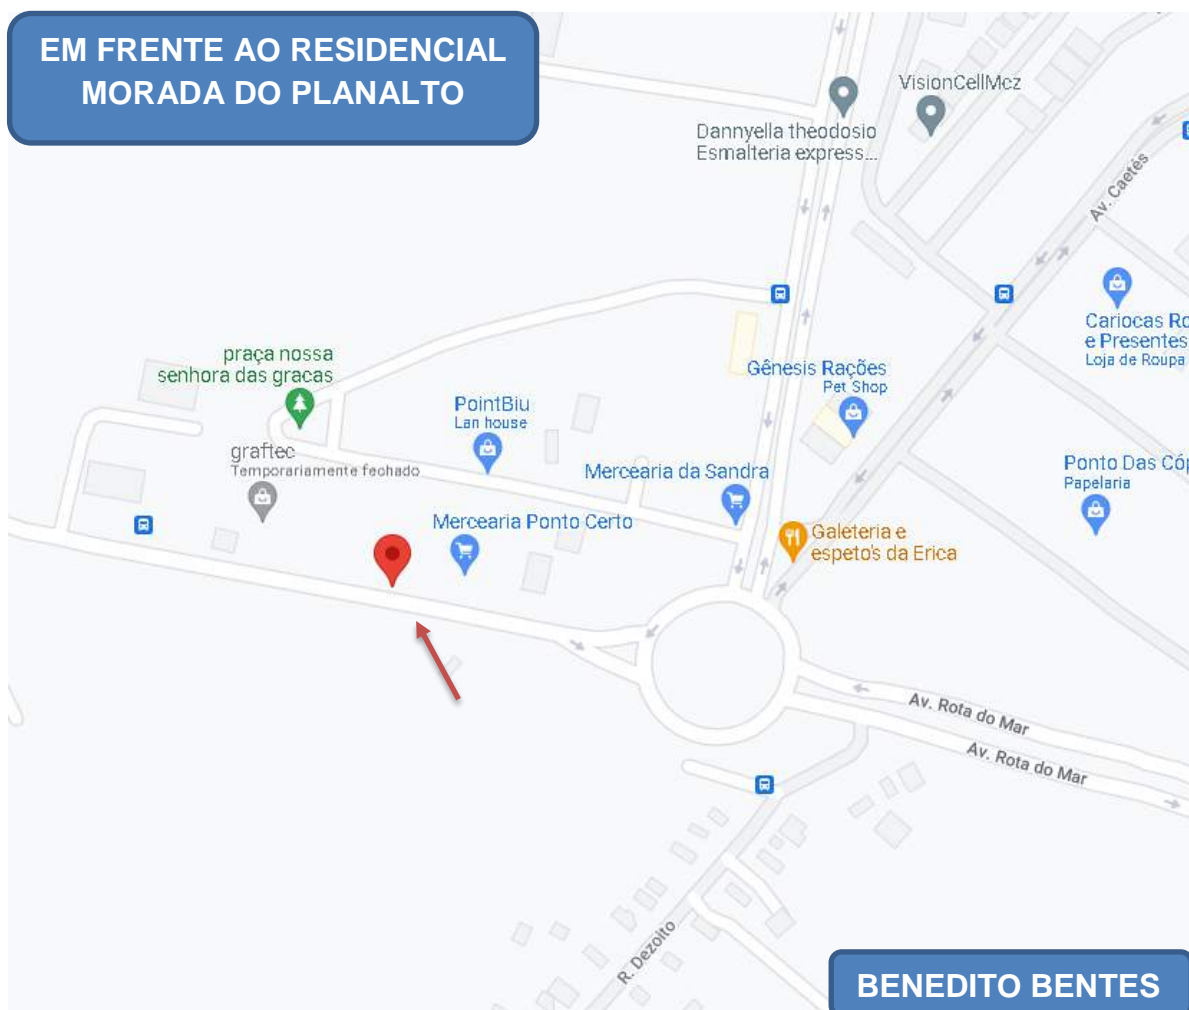 EM FRENTE AO RESIDENCIAL
MORADA DO PLANALTO
VisionCellMcz
Dannyella theodosio
Esmalteria express...
Av. Caetés
Cariocas Ro
e Presentes
Loja de Roupa
praça nossa
senhora das gracas
Gênesis Rações
Pet Shop
PointBiu
Lan house
graftec
Temporariamente fechado
Mercearia da Sandra
Ponto Das Cóp
Papelaria
Mercearia Ponto Certo
Galeteria e
espeto's da Erica
Av. Rota do Mar
Av. Rota do Mar
R. Dezoito
BENEDITO BENTES